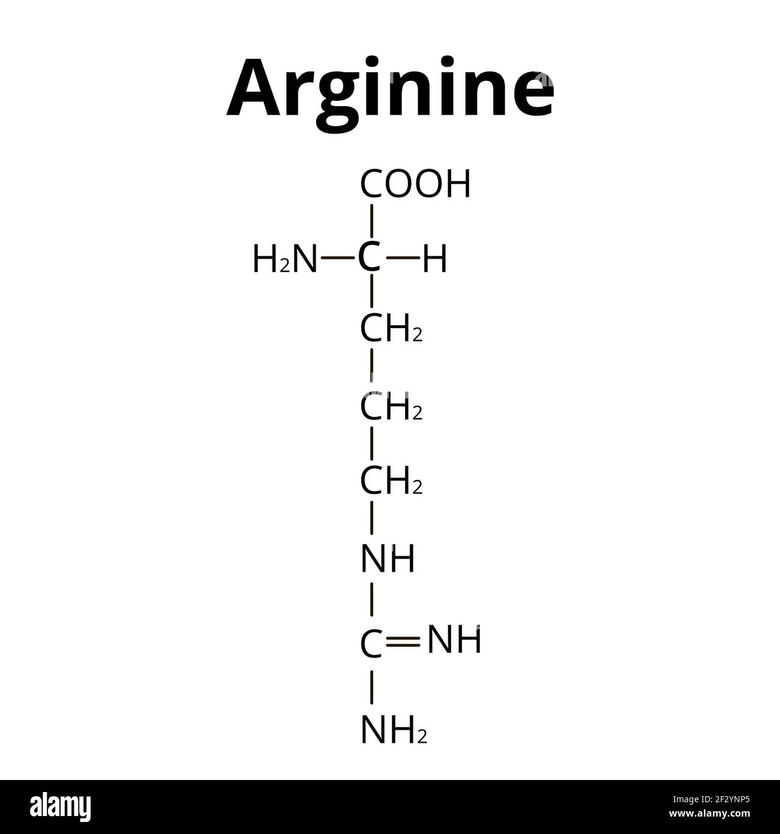 Arginine
COOH
H₂N—C—H
CH₂
CH₂
CH₂
NH
C=NH
NH₂
alamy
Image ID: 2F2YNP5
www.alamy.com